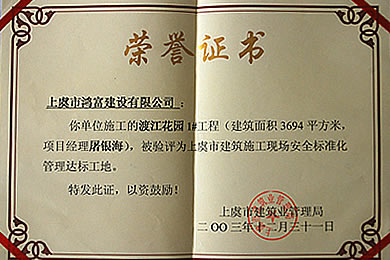 荣誉证书
上虞市鸿富建设有限公司：
你单位施工的渡江花园1#工程（建筑面积3694平方米，
项目经理屠银海），被验评为上虞市建筑施工现场安全标准化
管理达标工地。
特发此证，以资鼓励！
上虞市建筑业管理局
二〇〇三年十二月三十一日